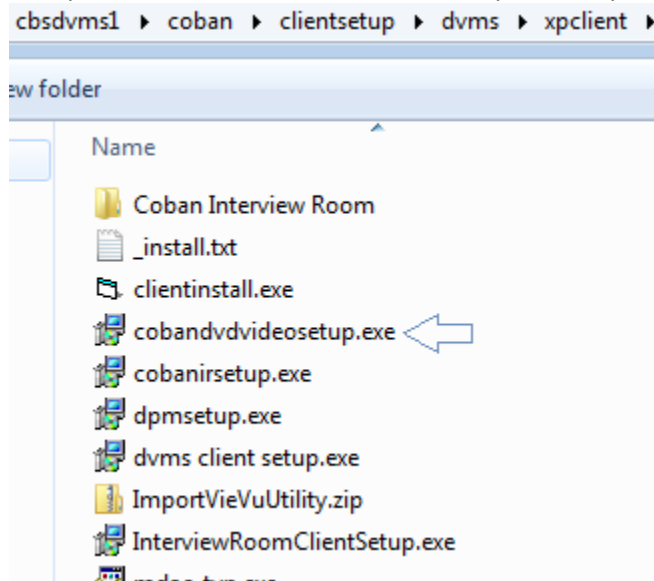 cbsdvms1 ▸ coban ▸ clientsetup ▸ dvms ▸ xpclient ▸
ew folder
Name
Coban Interview Room
_install.txt
clientinstall.exe
cobandvdvideosetup.exe
cobanirsetup.exe
dpmsetup.exe
dvms client setup.exe
ImportVieVuUtility.zip
InterviewRoomClientSetup.exe